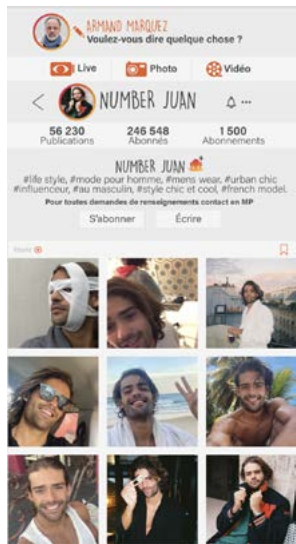 ARMAND MARQUEZ
Voulez-vous dire quelque chose ?
Live Photo Vidéo
NUMBER JUAN
56 230 246 548 1 500
Publications Abonnés Abonnements
NUMBER JUAN
#life style, #mode pour homme, #mens wear, #urban chic
#influenceur, #au masculin, #style chic et cool, #french model.
Pour toutes demandes de renseignements contact en MP
S'abonner Écrire